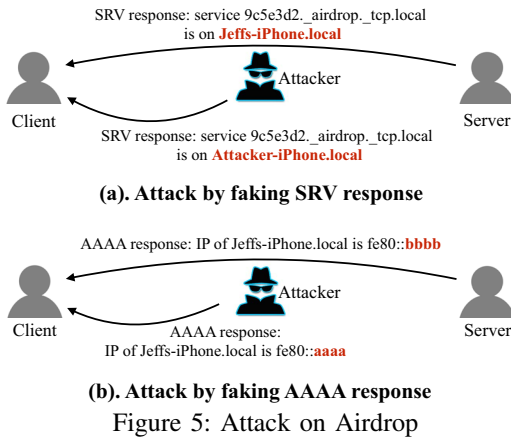 SRV response: service 9c5e3d2._airdrop._tcp.local
is on Jeffs-iPhone.local
Attacker
Client
Server
SRV response: service 9c5e3d2._airdrop._tcp.local
is on Attacker-iPhone.local
(a). Attack by faking SRV response
AAAA response: IP of Jeffs-iPhone.local is fe80::bbbb
Attacker
Client
Server
AAAA response:
IP of Jeffs-iPhone.local is fe80::aaaa
(b). Attack by faking AAAA response
Figure 5: Attack on Airdrop